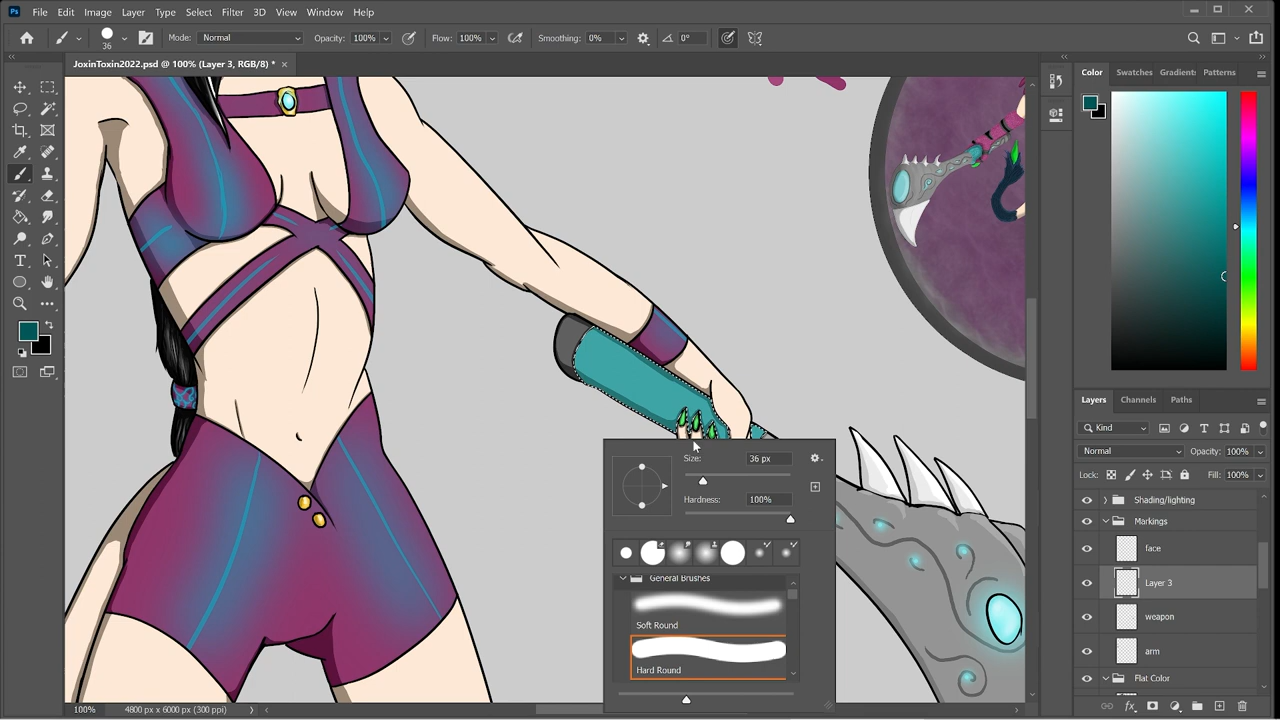 Ps File Edit Image Layer Type Select Filter 3D View Window Help
36 Mode: Normal Opacity: 100% Flow: 100% Smoothing: 0% 0°
JoxinToxin2022.psd @ 100% (Layer 3, RGB/8) *
Color Swatches Gradient Patterns
Layers Channels Paths
Kind
Normal Opacity: 100%
Lock: Fill: 100%
Shading/lighting
Markings
face
Layer 3
weapon
arm
Flat Color
Size: 36 px
Hardness: 100%
General Brushes
Soft Round
Hard Round
100% 4800 px x 6000 px (300 ppi)